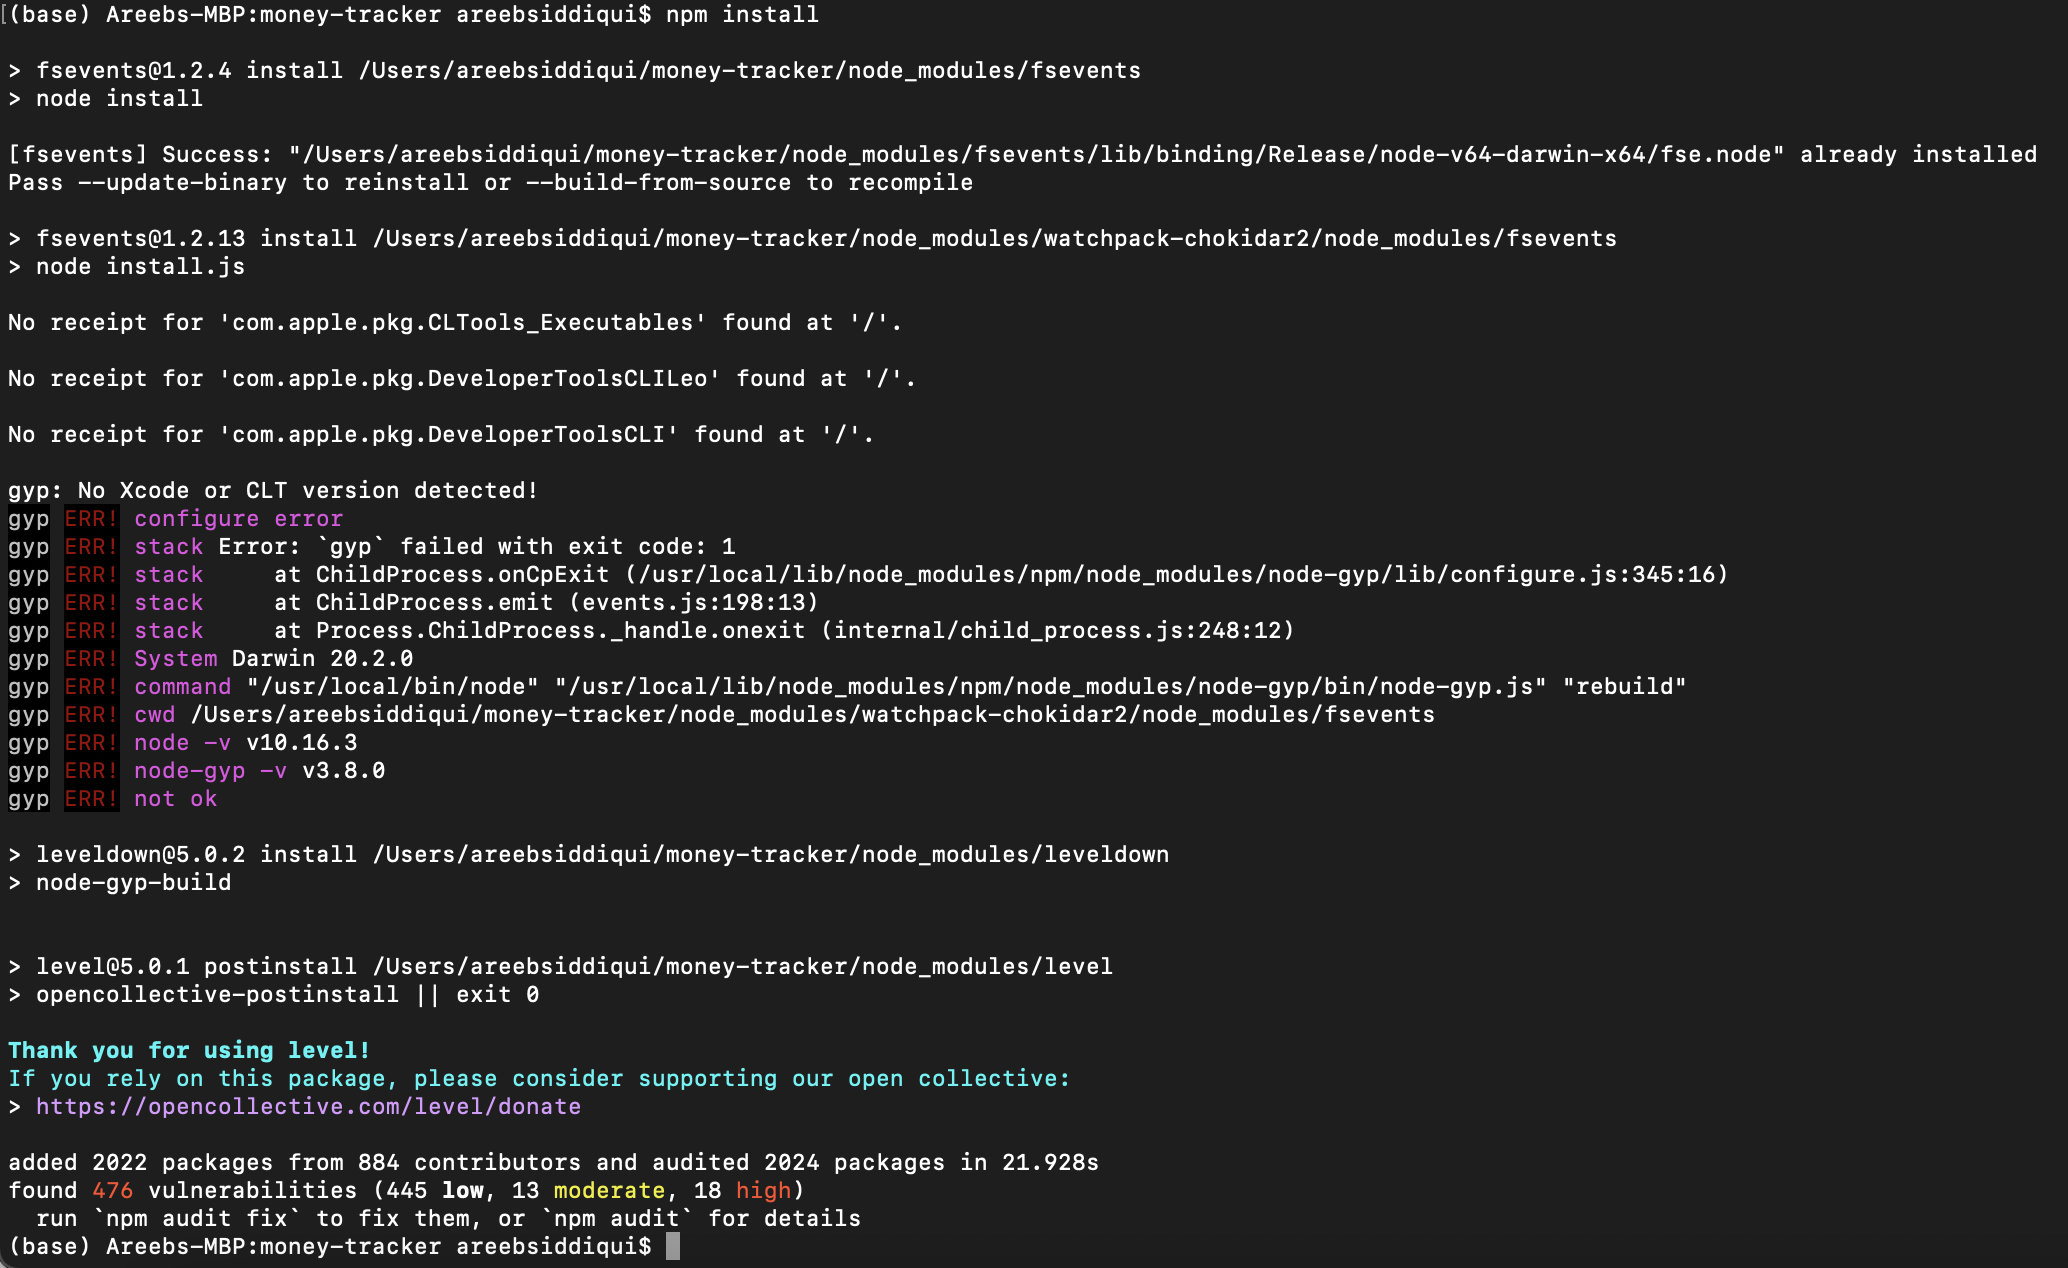 [(base) Areebs-MBP:money-tracker areebsiddiqui$ npm install
> fsevents@1.2.4 install /Users/areebsiddiqui/money-tracker/node_modules/fsevents
> node install
[fsevents] Success: "/Users/areebsiddiqui/money-tracker/node_modules/fsevents/lib/binding/Release/node-v64-darwin-x64/fse.node" already installed
Pass --update-binary to reinstall or --build-from-source to recompile
> fsevents@1.2.13 install /Users/areebsiddiqui/money-tracker/node_modules/watchpack-chokidar2/node_modules/fsevents
> node install.js
No receipt for 'com.apple.pkg.CLTools_Executables' found at '/'.
No receipt for 'com.apple.pkg.DeveloperToolsCLILeo' found at '/'.
No receipt for 'com.apple.pkg.DeveloperToolsCLI' found at '/'.
gyp: No Xcode or CLT version detected!
gyp ERR! configure error
gyp ERR! stack Error: `gyp` failed with exit code: 1
gyp ERR! stack     at ChildProcess.onCpExit (/usr/local/lib/node_modules/npm/node_modules/node-gyp/lib/configure.js:345:16)
gyp ERR! stack     at ChildProcess.emit (events.js:198:13)
gyp ERR! stack     at Process.ChildProcess._handle.onexit (internal/child_process.js:248:12)
gyp ERR! System Darwin 20.2.0
gyp ERR! command "/usr/local/bin/node" "/usr/local/lib/node_modules/npm/node_modules/node-gyp/bin/node-gyp.js" "rebuild"
gyp ERR! cwd /Users/areebsiddiqui/money-tracker/node_modules/watchpack-chokidar2/node_modules/fsevents
gyp ERR! node -v v10.16.3
gyp ERR! node-gyp -v v3.8.0
gyp ERR! not ok
> leveldown@5.0.2 install /Users/areebsiddiqui/money-tracker/node_modules/leveldown
> node-gyp-build
> level@5.0.1 postinstall /Users/areebsiddiqui/money-tracker/node_modules/level
> opencollective-postinstall || exit 0
Thank you for using level!
If you rely on this package, please consider supporting our open collective:
> https://opencollective.com/level/donate
added 2022 packages from 884 contributors and audited 2024 packages in 21.928s
found 476 vulnerabilities (445 low, 13 moderate, 18 high)
  run `npm audit fix` to fix them, or `npm audit` for details
(base) Areebs-MBP:money-tracker areebsiddiqui$